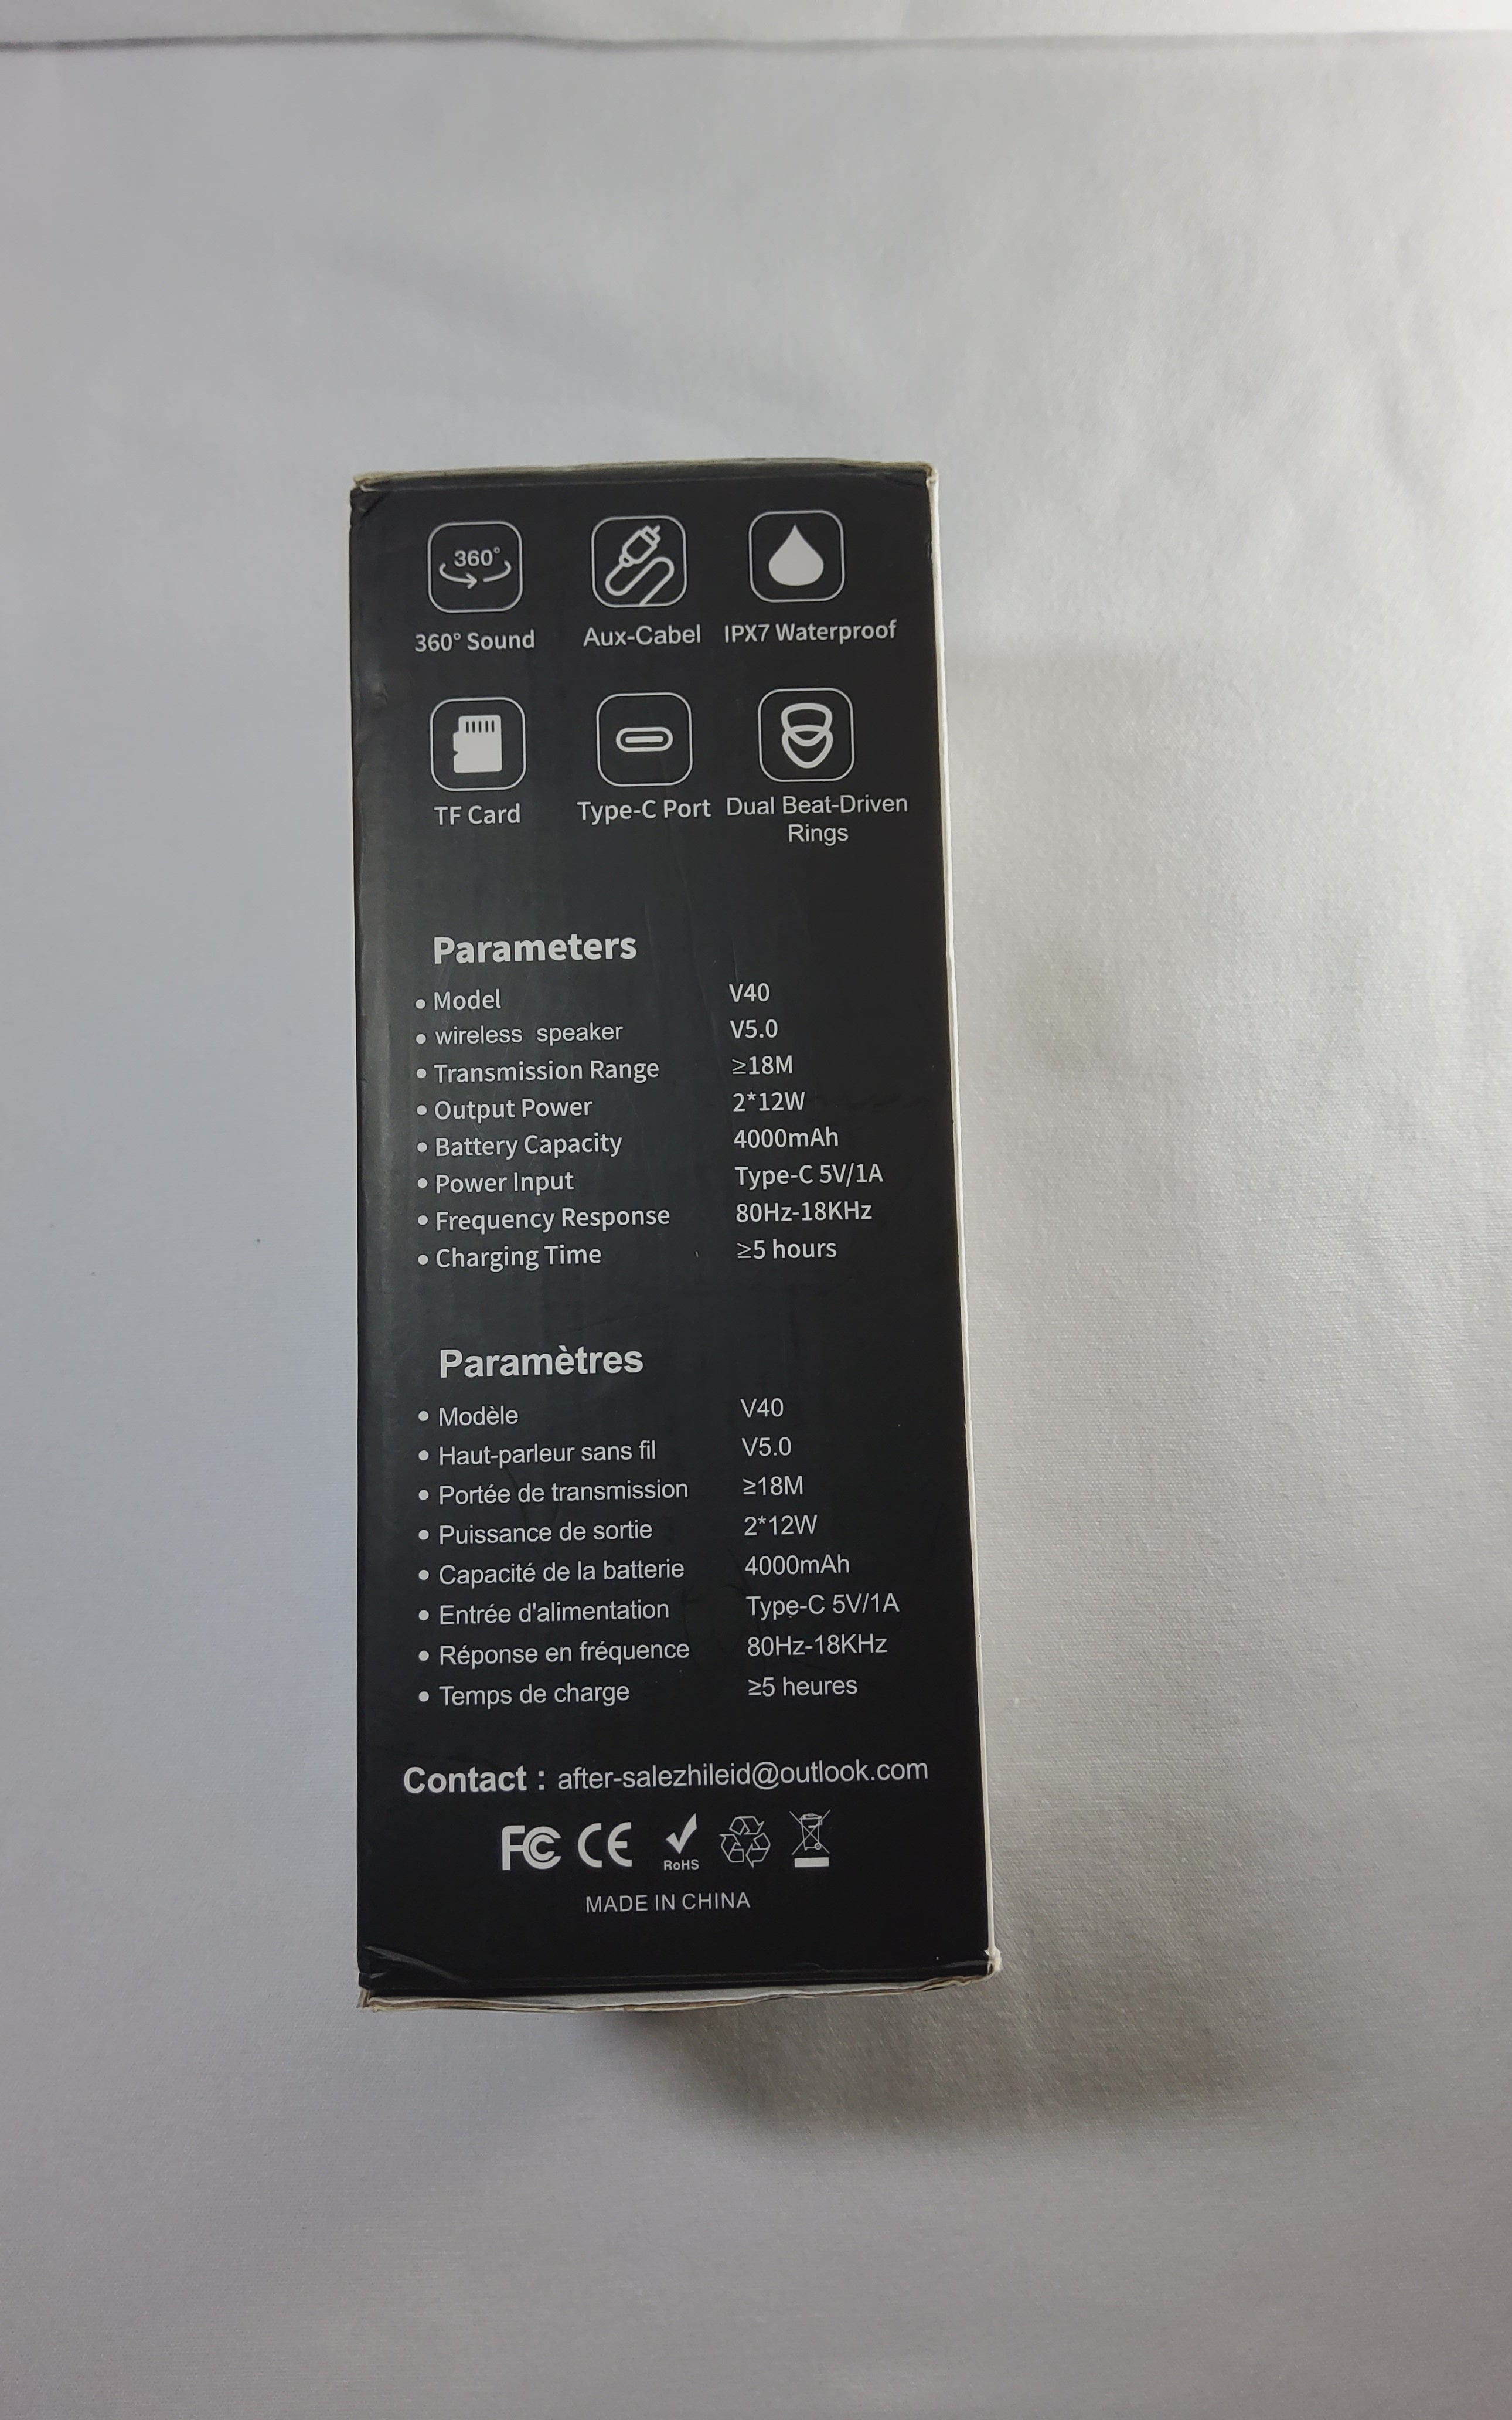 360°
360° Sound Aux-Cabel IPX7 Waterproof
TF Card Type-C Port Dual Beat-Driven
Rings
Parameters
• Model V40
• wireless speaker V5.0
• Transmission Range ≥18M
• Output Power 2*12W
• Battery Capacity 4000mAh
• Power Input Type-C 5V/1A
• Frequency Response 80Hz-18KHz
• Charging Time ≥5 hours
Paramètres
• Modèle V40
• Haut-parleur sans fil V5.0
• Portée de transmission ≥18M
• Puissance de sortie 2*12W
• Capacité de la batterie 4000mAh
• Entrée d'alimentation Type-C 5V/1A
• Réponse en fréquence 80Hz-18KHz
• Temps de charge ≥5 heures
Contact : after-salezhileid@outlook.com
FC CE RoHS
MADE IN CHINA